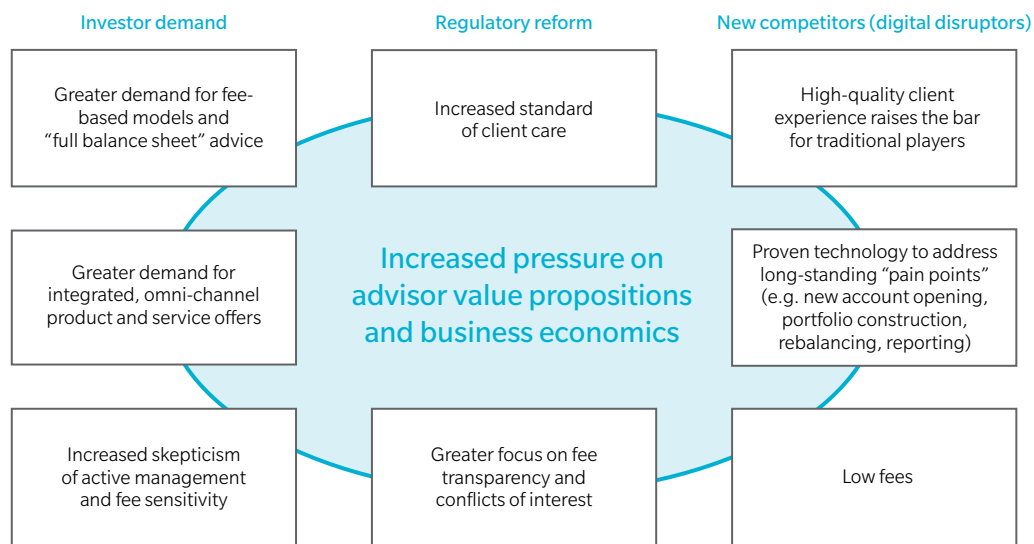 Investor demand
Regulatory reform
New competitors (digital disruptors)
Greater demand for fee-
based models and
“full balance sheet” advice
Increased standard
of client care
High-quality client
experience raises the bar
for traditional players
Greater demand for
integrated, omni-channel
product and service offers
Increased pressure on
advisor value propositions
and business economics
Proven technology to address
long-standing “pain points”
(e.g. new account opening,
portfolio construction,
rebalancing, reporting)
Increased skepticism
of active management
and fee sensitivity
Greater focus on fee
transparency and
conflicts of interest
Low fees